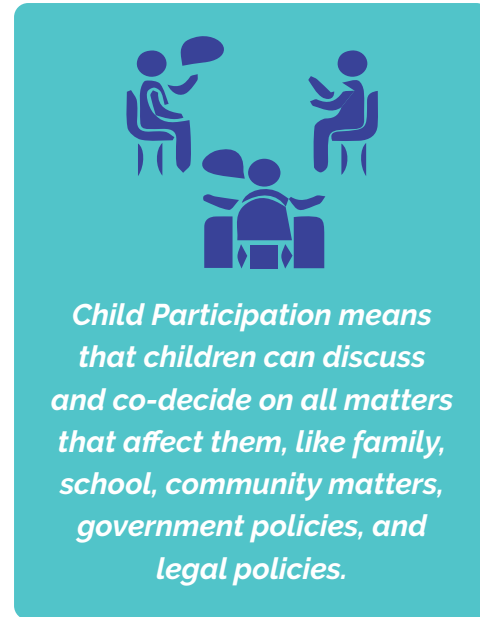 Child Participation means
that children can discuss
and co-decide on all matters
that affect them, like family,
school, community matters,
government policies, and
legal policies.